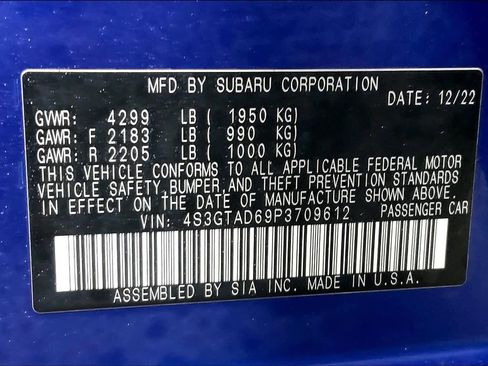 MFD BY SUBARU CORPORATION
DATE: 12/22
GVWR: 4299 LB ( 1950 KG)
GAWR: F 2183 LB ( 990 KG)
GAWR: R 2205 LB ( 1000 KG)
THIS VEHICLE CONFORMS TO ALL APPLICABLE FEDERAL MOTOR
VEHICLE SAFETY,BUMPER,AND THEFT PREVENTION STANDARDS
IN EFFECT ON THE DATE OF MANUFACTURE SHOWN ABOVE.
VIN: 4S3GTAD69P3709612 PASSENGER CAR
ASSEMBLED BY SIA INC. MADE IN U.S.A.